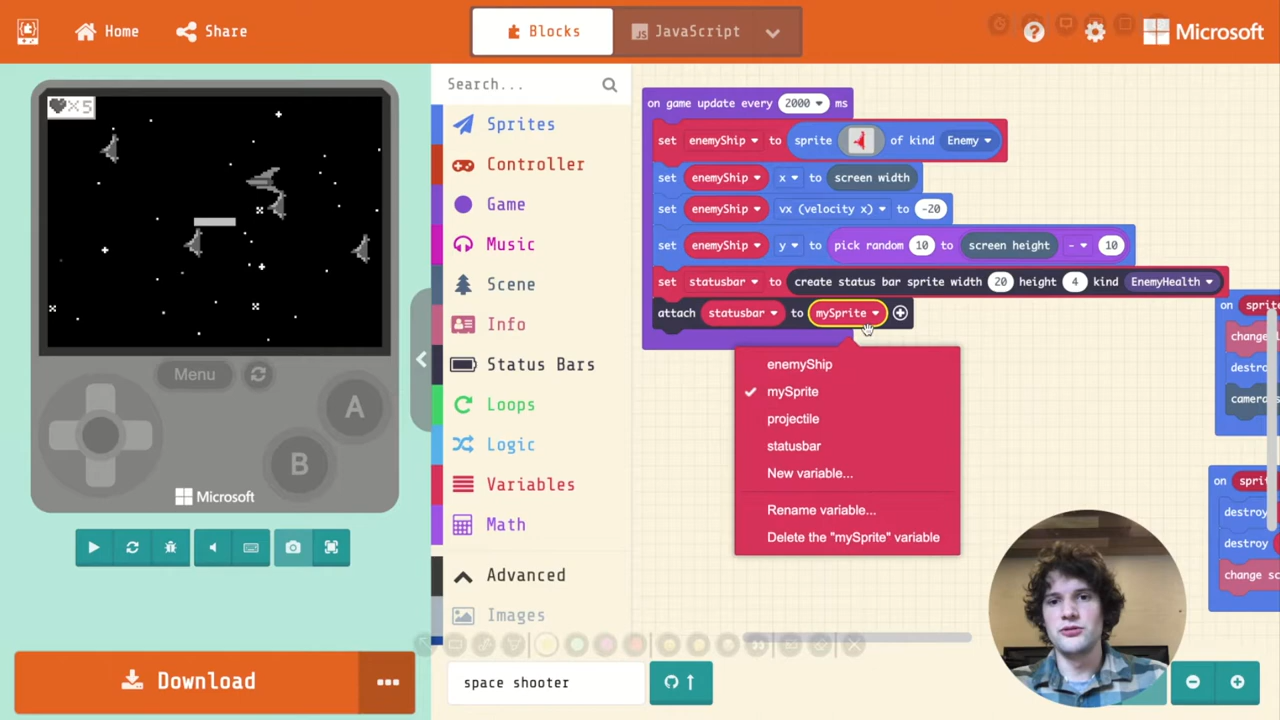 Home
Share
Blocks
JavaScript
Microsoft
×5
Menu
A
B
Microsoft
Download
Search...
Sprites
Controller
Game
Music
Scene
Info
Status Bars
Loops
Logic
Variables
Math
Advanced
Images
on game update every 2000 ms
set enemyShip to sprite of kind Enemy
set enemyShip x to screen width
set enemyShip vx (velocity x) to -20
set enemyShip y to pick random 10 to screen height - 10
set statusbar to create status bar sprite width 20 height 4 kind EnemyHealth
attach statusbar to mySprite
enemyShip
mySprite
projectile
statusbar
New variable...
Rename variable...
Delete the "mySprite" variable
on
change
on
destroy
destroy
space shooter